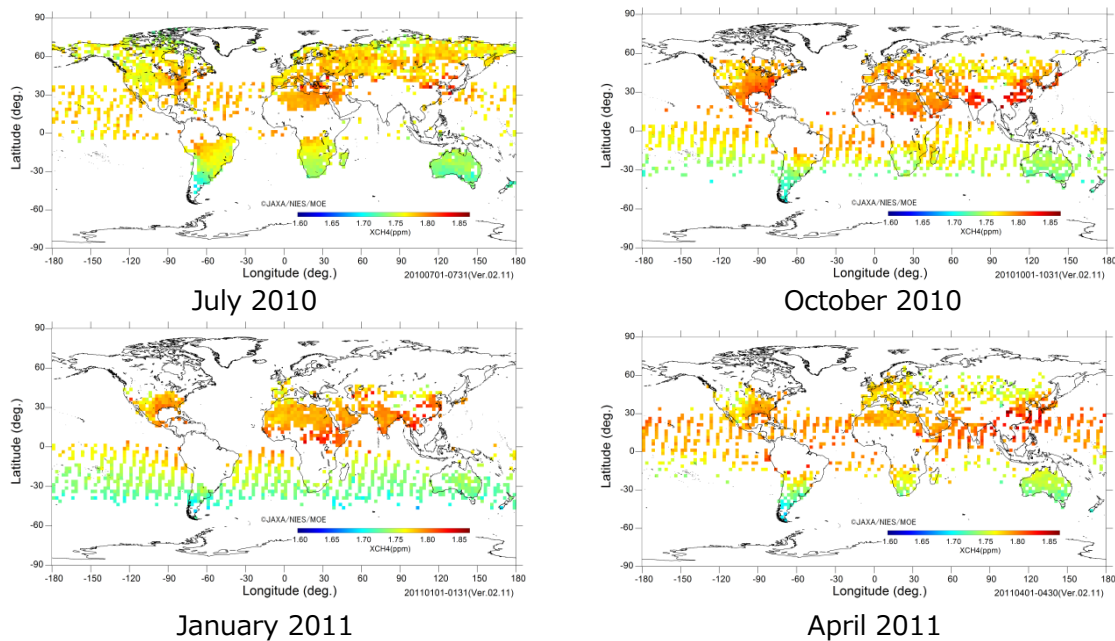 90
60
30
0
-30
-60
-90
Latitude (deg.)
©JAXA/NIES/MOE
1.60 1.65 1.70 1.75 1.80 1.85
XCH4(ppm)
-180 -150 -120 -90 -60 -30 0 30 60 90 120 150 180
Longitude (deg.)
20100701-0731(Ver.02.11)
July 2010
90
60
30
0
-30
-60
-90
Latitude (deg.)
©JAXA/NIES/MOE
1.60 1.65 1.70 1.75 1.80 1.85
XCH4(ppm)
-180 -150 -120 -90 -60 -30 0 30 60 90 120 150 180
Longitude (deg.)
20101001-1031(Ver.02.11)
October 2010
90
60
30
0
-30
-60
-90
Latitude (deg.)
©JAXA/NIES/MOE
1.60 1.65 1.70 1.75 1.80 1.85
XCH4(ppm)
-180 -150 -120 -90 -60 -30 0 30 60 90 120 150 180
Longitude (deg.)
20110101-0131(Ver.02.11)
January 2011
90
60
30
0
-30
-60
-90
Latitude (deg.)
©JAXA/NIES/MOE
1.60 1.65 1.70 1.75 1.80 1.85
XCH4(ppm)
-180 -150 -120 -90 -60 -30 0 30 60 90 120 150 180
Longitude (deg.)
20110401-0430(Ver.02.11)
April 2011